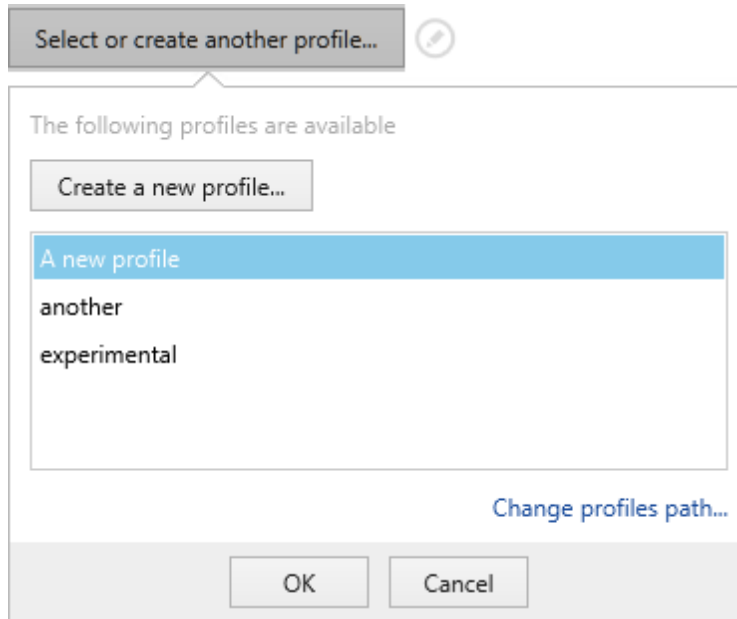 Select or create another profile...
The following profiles are available
Create a new profile...
A new profile
another
experimental
Change profiles path...
OK
Cancel